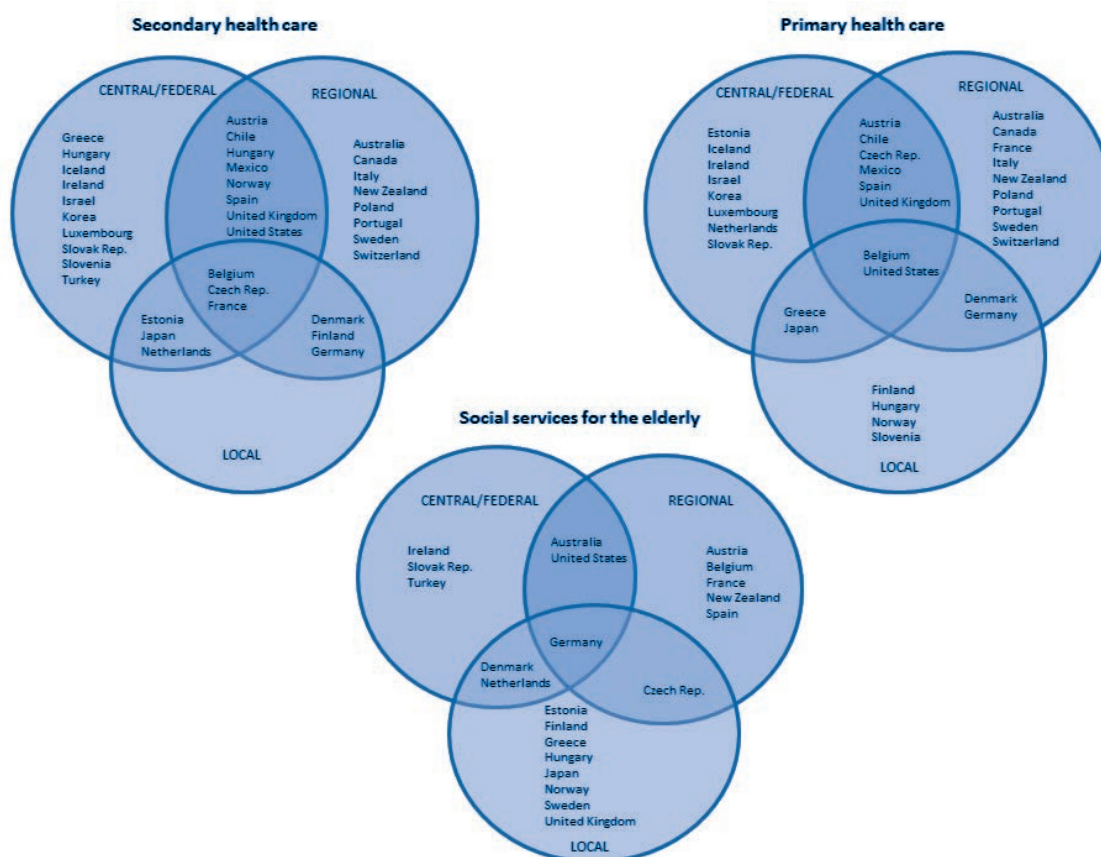 Secondary health care
CENTRAL/FEDERAL
REGIONAL
Greece
Hungary
Iceland
Ireland
Israel
Korea
Luxembourg
Slovak Rep.
Slovenia
Turkey
Austria
Chile
Hungary
Mexico
Norway
Spain
United Kingdom
United States
Australia
Canada
Italy
New Zealand
Poland
Portugal
Sweden
Switzerland
Belgium
Czech Rep.
France
Estonia
Japan
Netherlands
Denmark
Finland
Germany
LOCAL
Primary health care
CENTRAL/FEDERAL
REGIONAL
Estonia
Iceland
Ireland
Israel
Korea
Luxembourg
Netherlands
Slovak Rep.
Austria
Chile
Czech Rep.
Mexico
Spain
United Kingdom
Australia
Canada
France
Italy
New Zealand
Poland
Portugal
Sweden
Switzerland
Belgium
United States
Greece
Japan
Denmark
Germany
Finland
Hungary
Norway
Slovenia
LOCAL
Social services for the elderly
CENTRAL/FEDERAL
REGIONAL
Ireland
Slovak Rep.
Turkey
Australia
United States
Austria
Belgium
France
New Zealand
Spain
Germany
Denmark
Netherlands
Czech Rep.
Estonia
Finland
Greece
Hungary
Japan
Norway
Sweden
United Kingdom
LOCAL